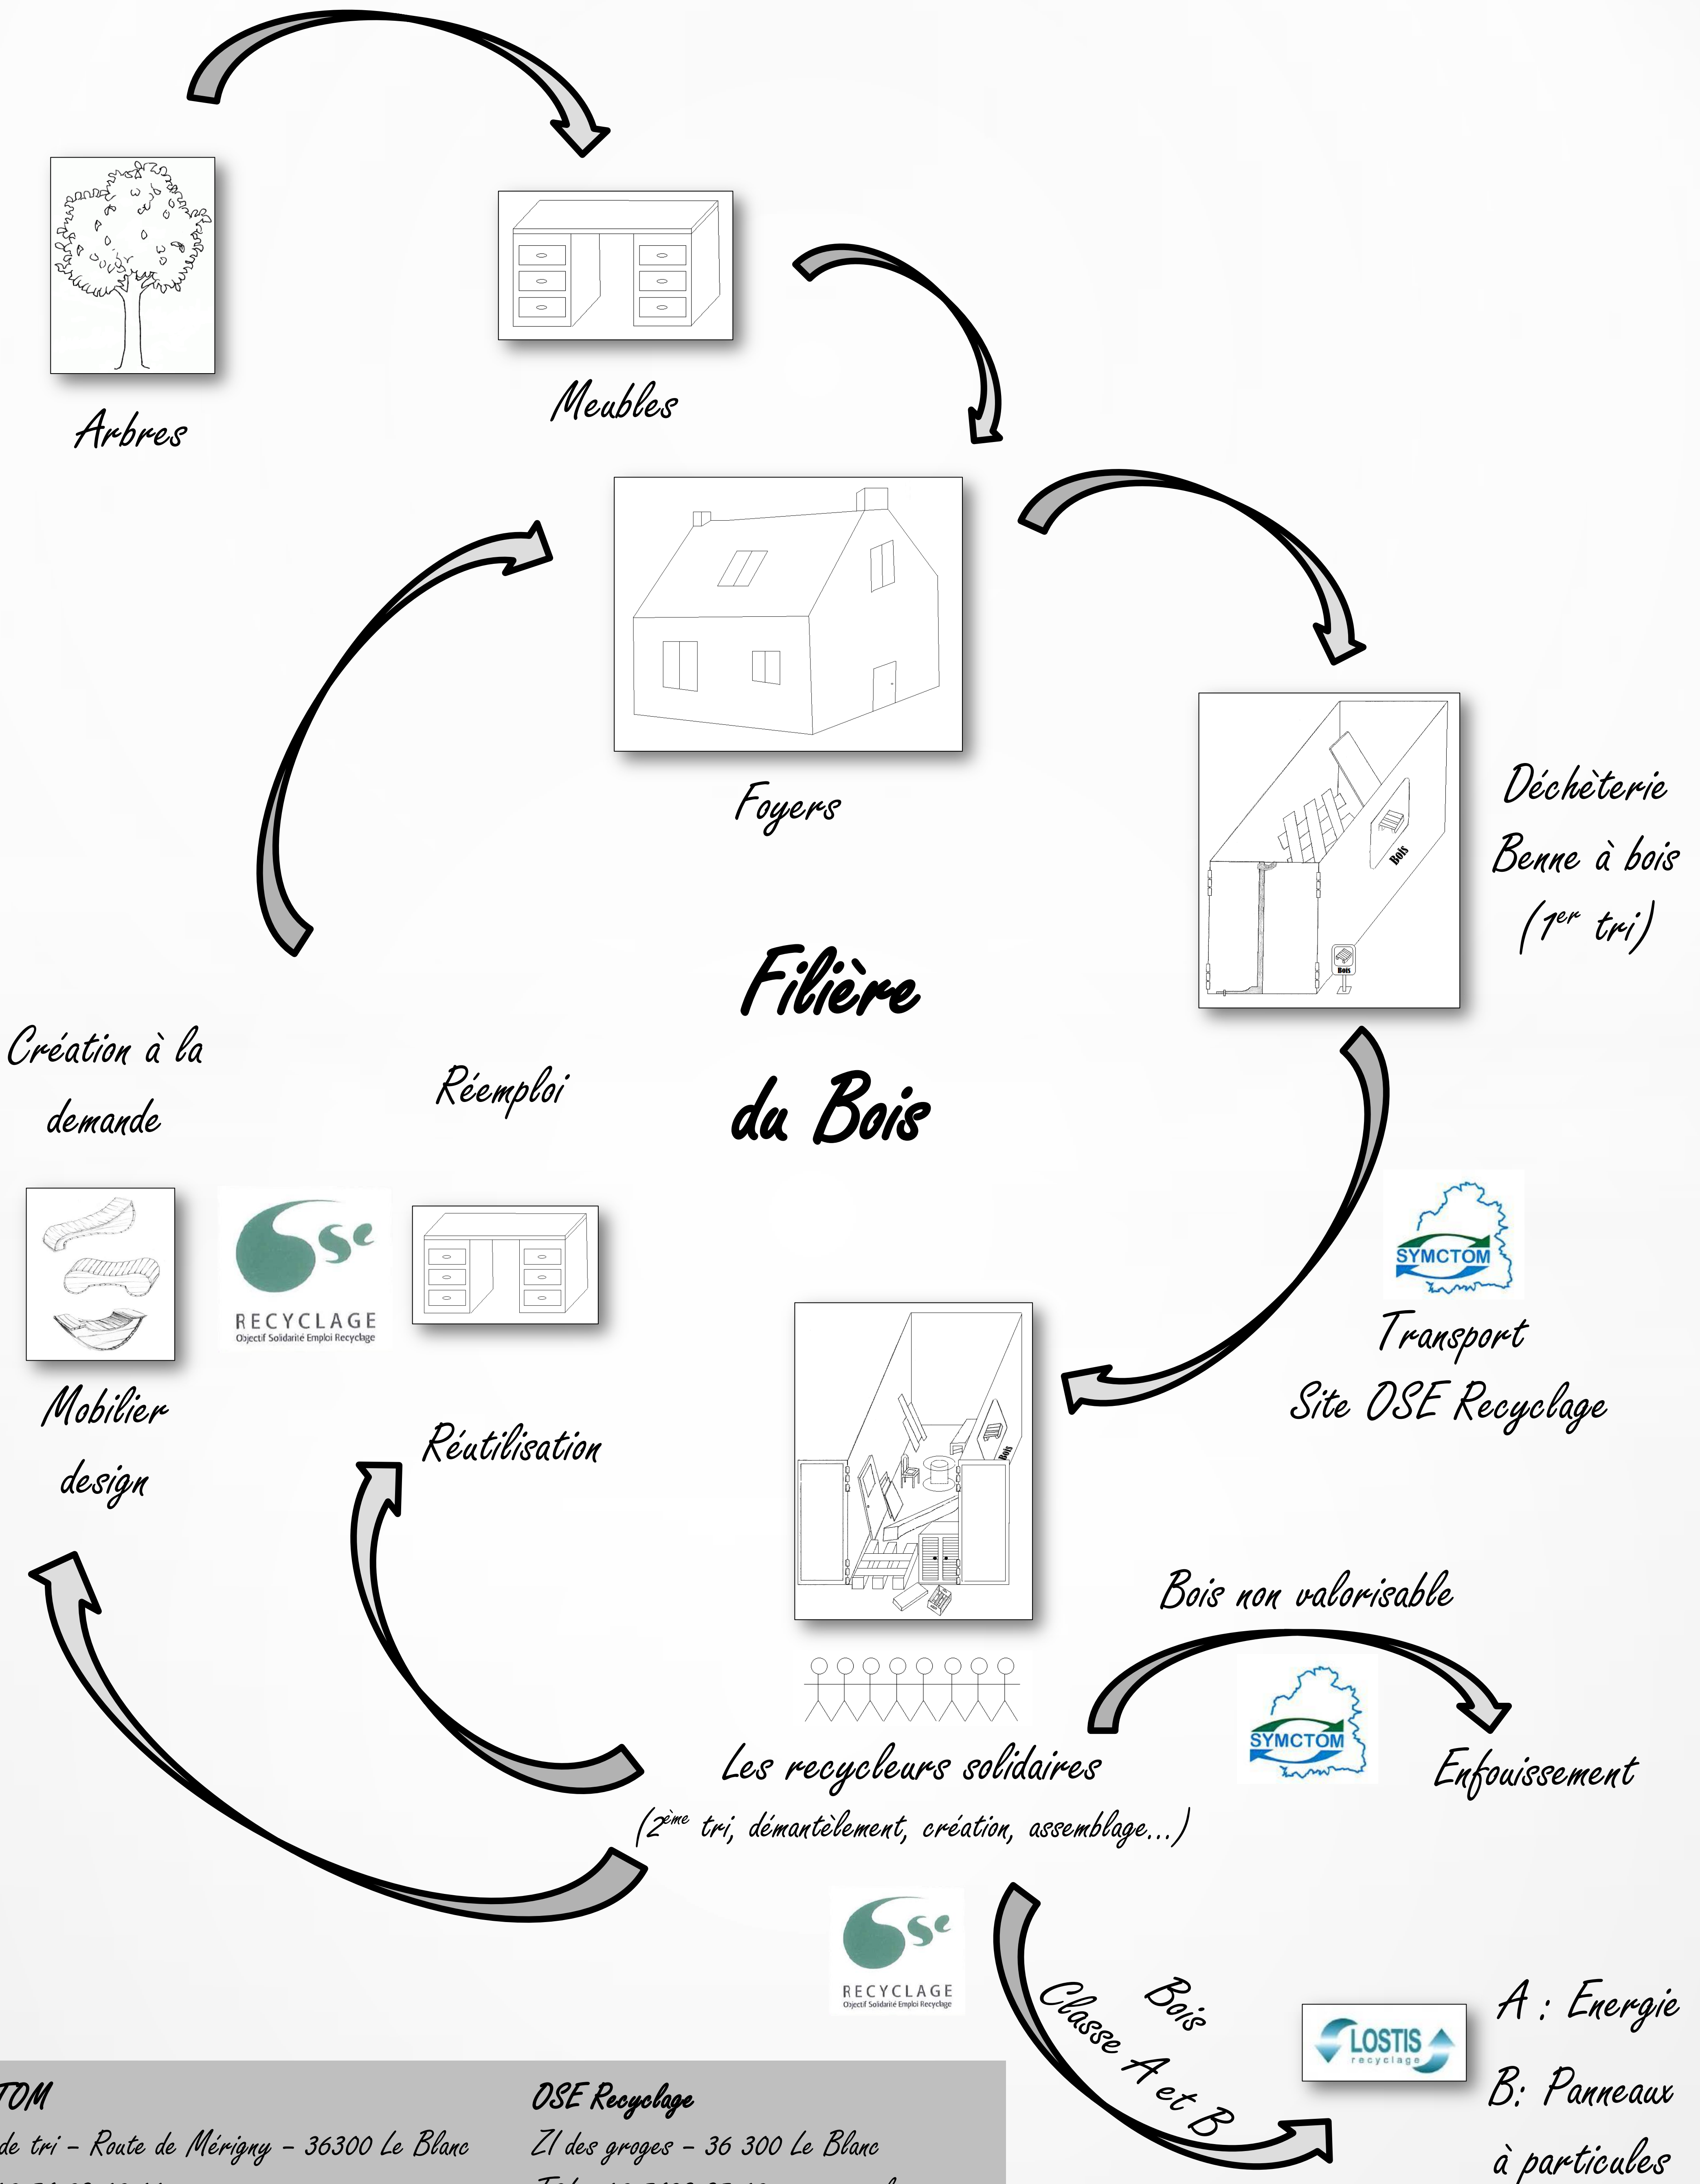 Arbres
Meubles
Foyers
Bois
Bois
Déchèterie
Benne à bois
(1er tri)
Filière
du Bois
Création à la
demande
Réemploi
Ose
RECYCLAGE
Objectif Solidarité Emploi Recyclage
Mobilier
design
Réutilisation
SYMCTOM
Transport
Site OSE Recyclage
Bois
Bois non valorisable
SYMCTOM
Enfouissement
Les recycleurs solidaires
(2ème tri, démantèlement, création, assemblage...)
Ose
RECYCLAGE
Objectif Solidarité Emploi Recyclage
Bois
Classe A et B
LOSTIS
recyclage
A : Energie
B: Panneaux
à particules
TOM
de tri – Route de Mérigny – 36300 Le Blanc
OSE Recyclage
ZI des groges – 36 300 Le Blanc